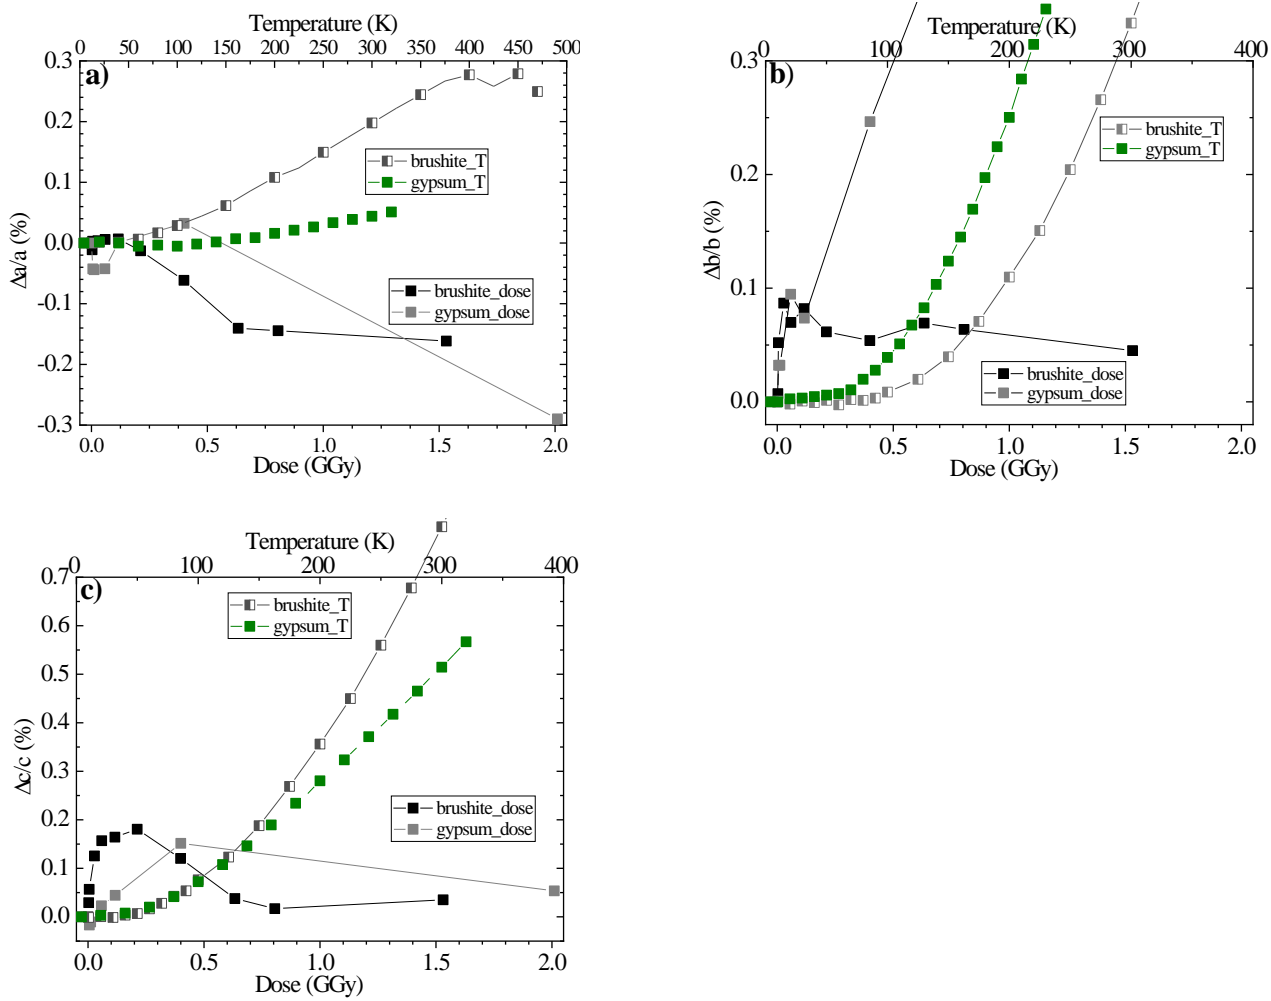 Temperature (K)
0 50 100 150 200 250 300 350 400 450 500
a)
0.3
0.2
0.1
0.0
-0.1
-0.2
-0.3
Δa/a (%)
brushite_T
gypsum_T
brushite_dose
gypsum_dose
0.0 0.5 1.0 1.5 2.0
Dose (GGy)
Temperature (K)
0 100 200 300 400
b)
0.3
0.2
0.1
0.0
Δb/b (%)
brushite_T
gypsum_T
brushite_dose
gypsum_dose
0.0 0.5 1.0 1.5 2.0
Dose (GGy)
Temperature (K)
0 100 200 300 400
c)
0.7
0.6
0.5
0.4
0.3
0.2
0.1
0.0
Δc/c (%)
brushite_T
gypsum_T
brushite_dose
gypsum_dose
0.0 0.5 1.0 1.5 2.0
Dose (GGy)